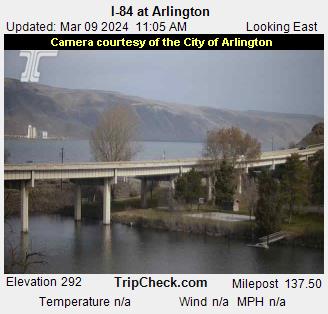 I-84 at Arlington
Updated: Mar 09 2024 11:05 AM Looking East
Camera courtesy of the City of Arlington
Elevation 292 TripCheck.com Milepost 137.50
Temperature n/a Wind n/a MPH n/a